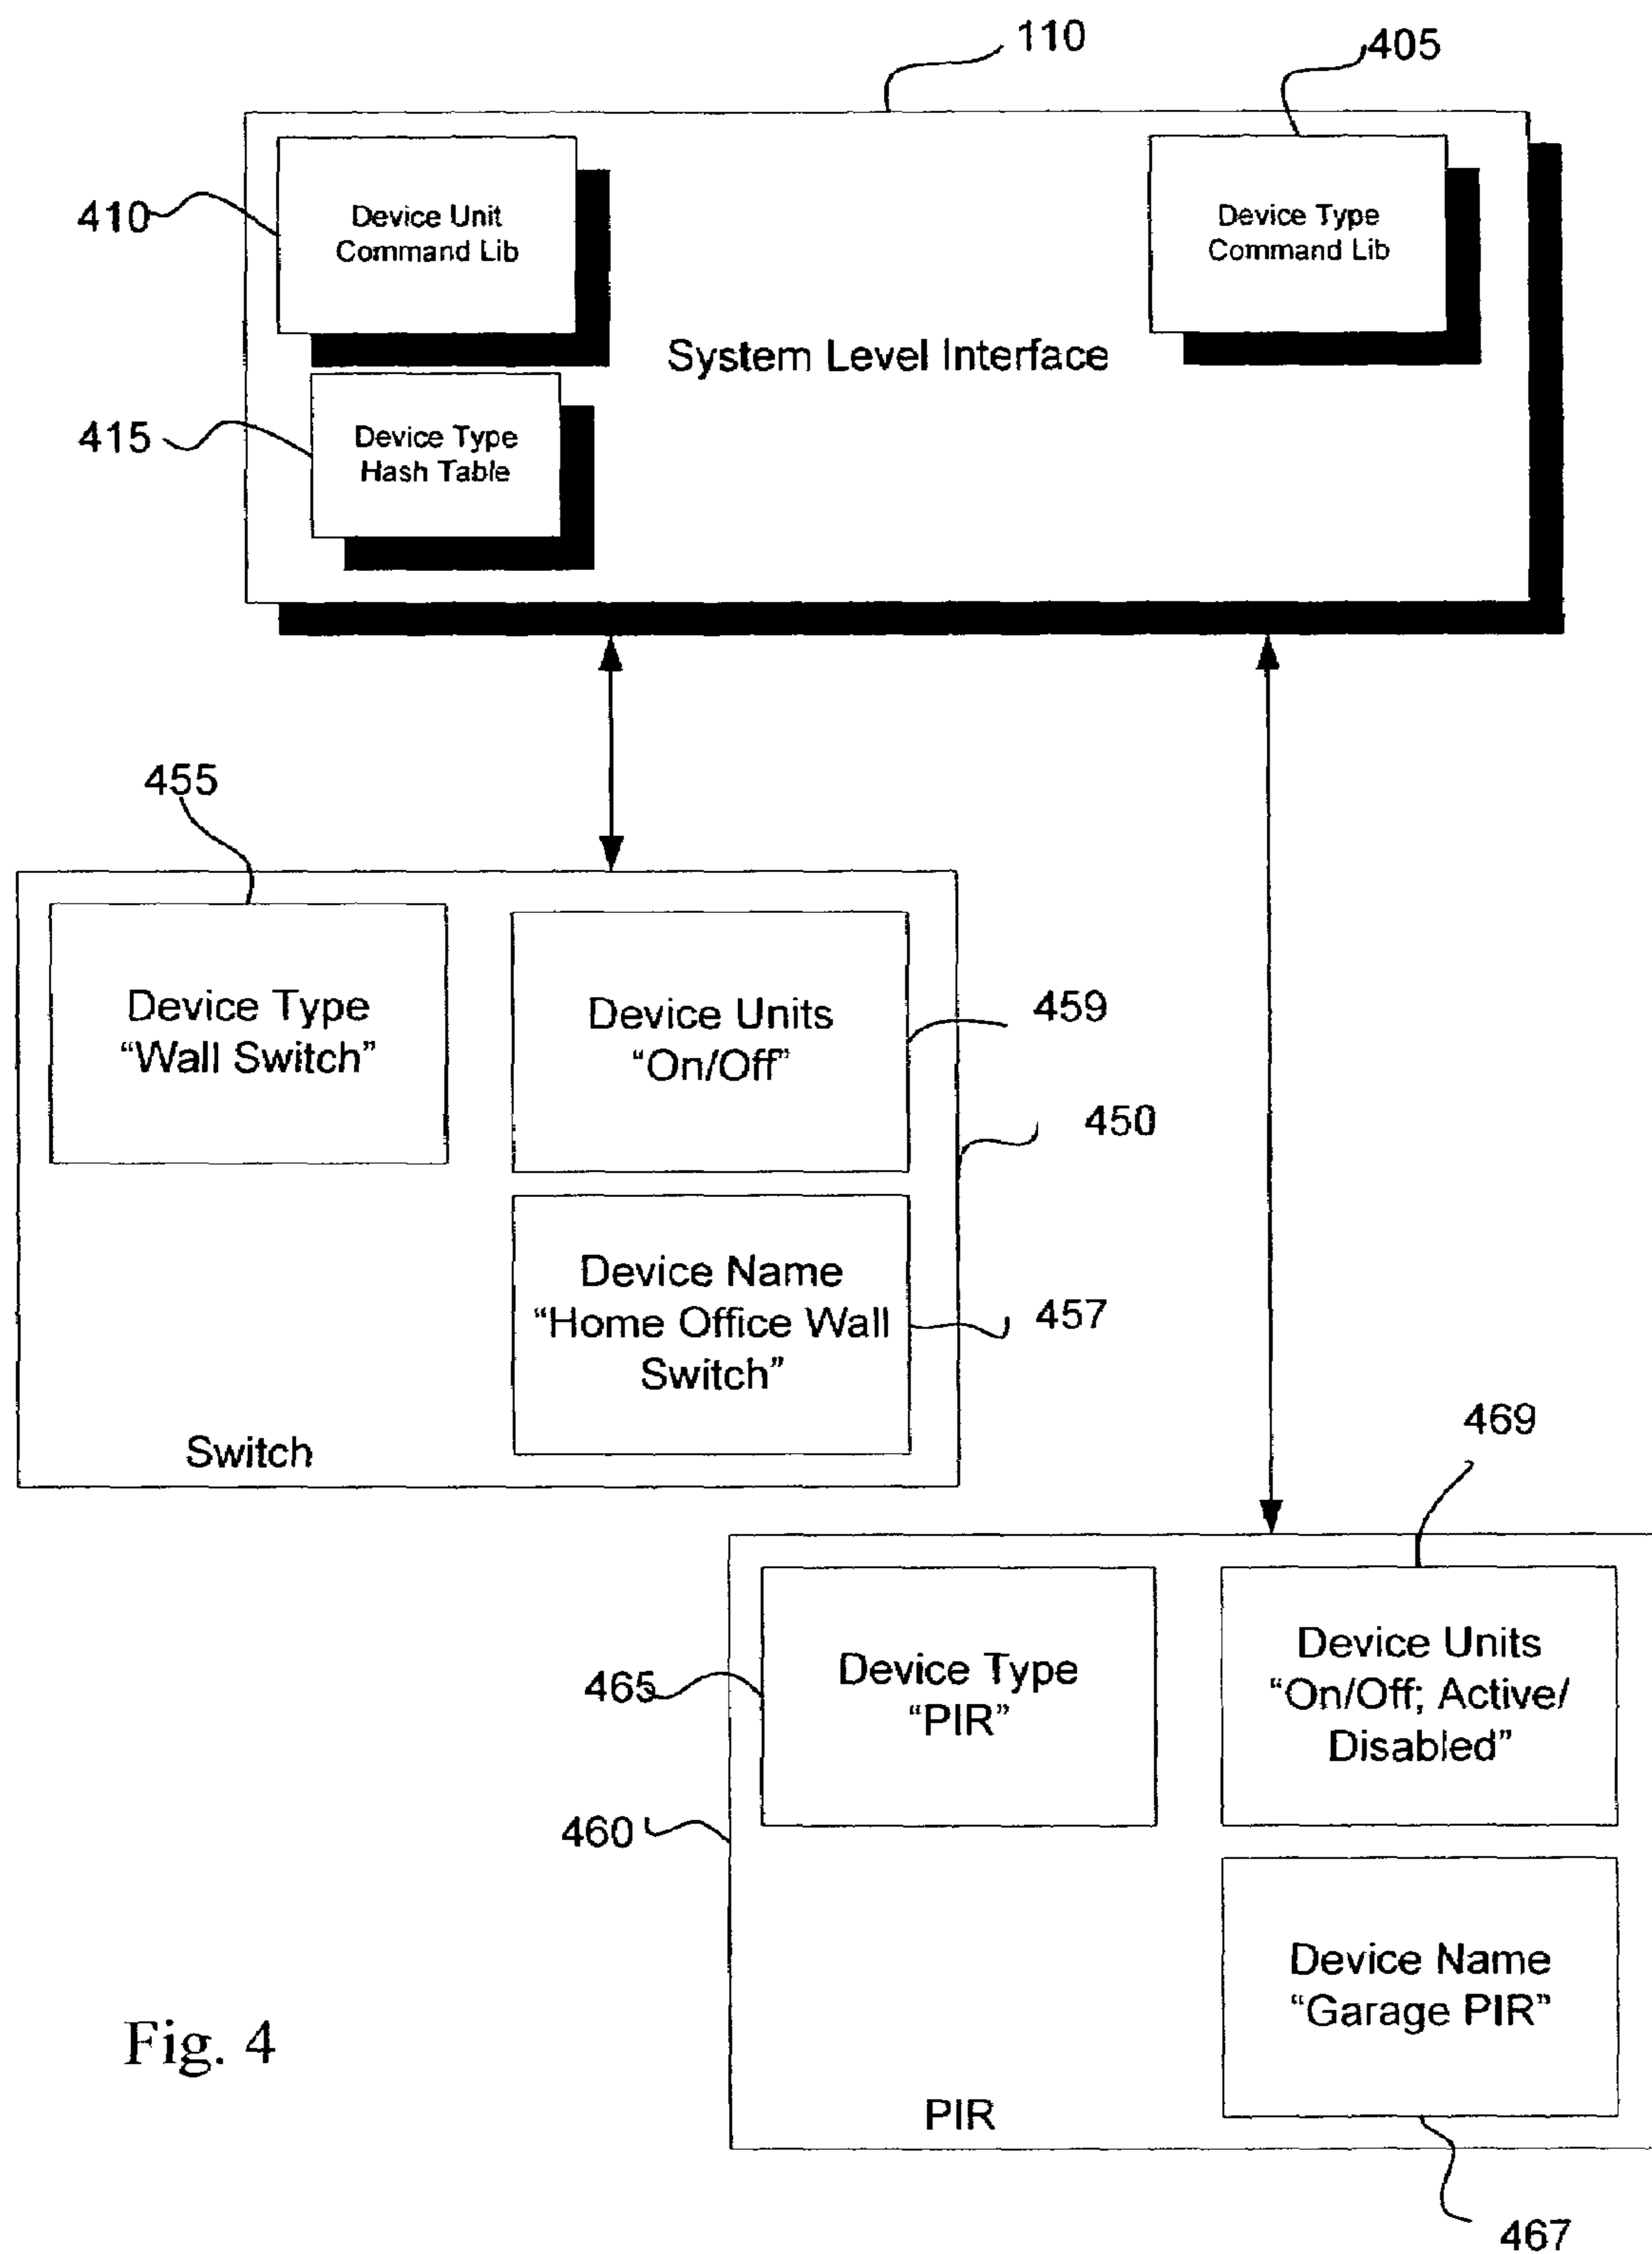 110
405
410
Device Unit
Command Lib
Device Type
Command Lib
System Level Interface
415
Device Type
Hash Table
455
Device Type
“Wall Switch”
Device Units
“On/Off”
459
450
Device Name
“Home Office Wall
Switch”
457
Switch
469
465
Device Type
“PIR”
Device Units
“On/Off; Active/
Disabled”
460
Device Name
“Garage PIR”
PIR
467
Fig. 4